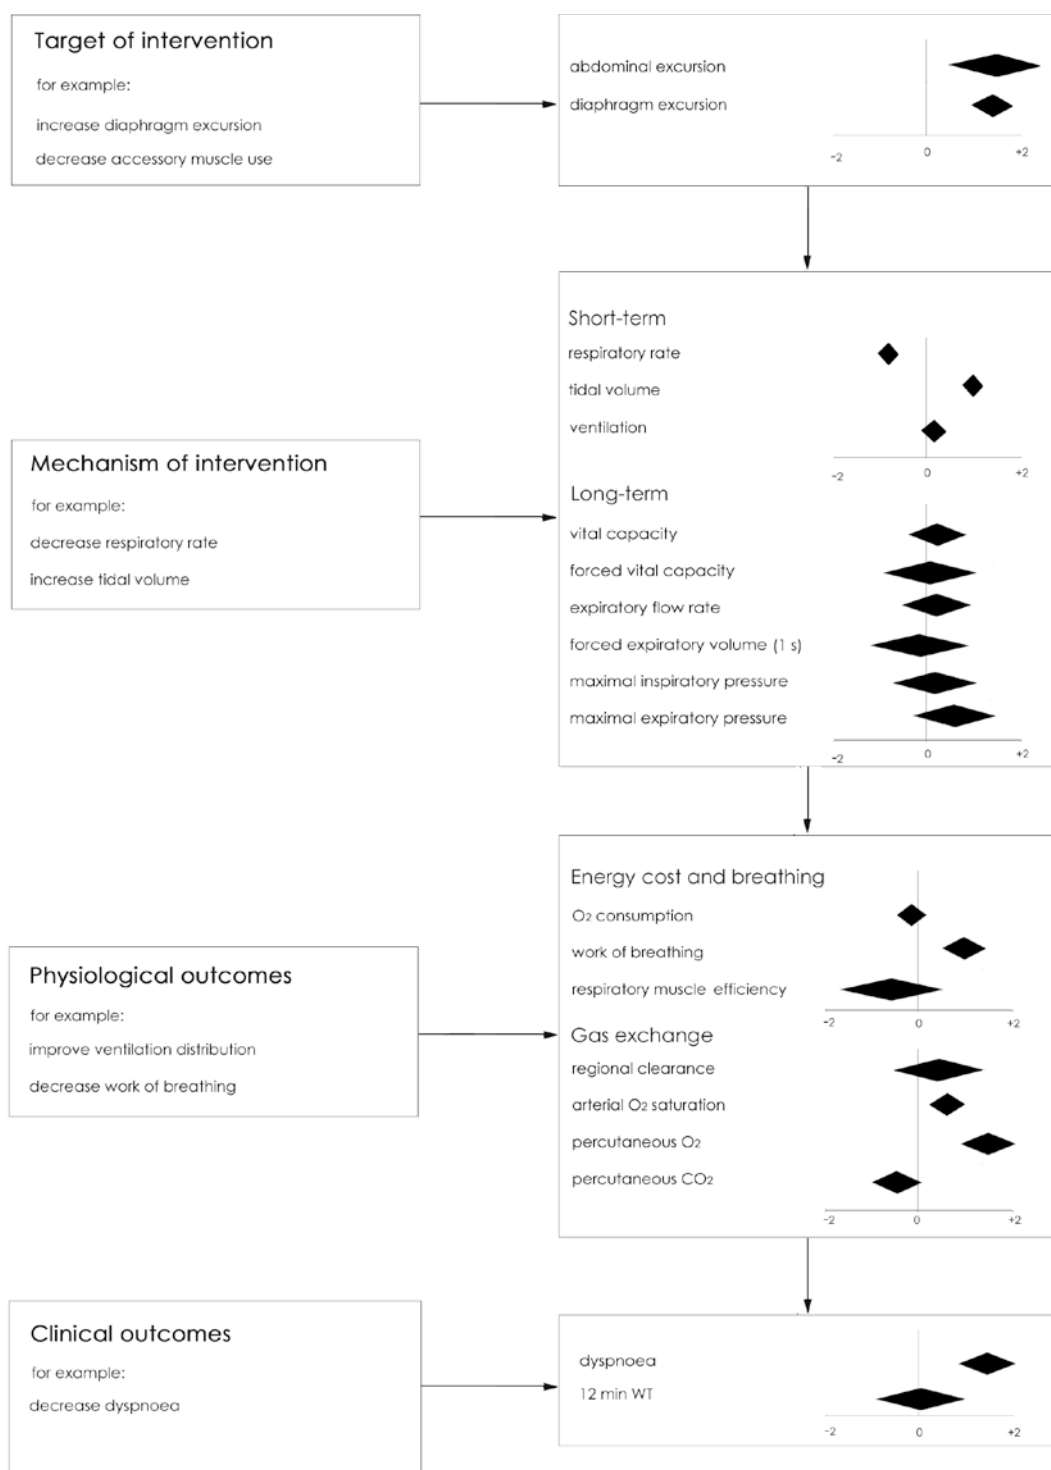 Target of intervention
for example:
increase diaphragm excursion
decrease accessory muscle use
abdominal excursion
diaphragm excursion
−2 0 +2
Short-term
respiratory rate
tidal volume
ventilation
−2 0 +2
Mechanism of intervention
for example:
decrease respiratory rate
increase tidal volume
Long-term
vital capacity
forced vital capacity
expiratory flow rate
forced expiratory volume (1 s)
maximal inspiratory pressure
maximal expiratory pressure
−2 0 +2
Energy cost and breathing
O2 consumption
work of breathing
respiratory muscle efficiency
−2 0 +2
Physiological outcomes
for example:
improve ventilation distribution
decrease work of breathing
Gas exchange
regional clearance
arterial O2 saturation
percutaneous O2
percutaneous CO2
−2 0 +2
Clinical outcomes
for example:
decrease dyspnoea
dyspnoea
12 min WT
−2 0 +2